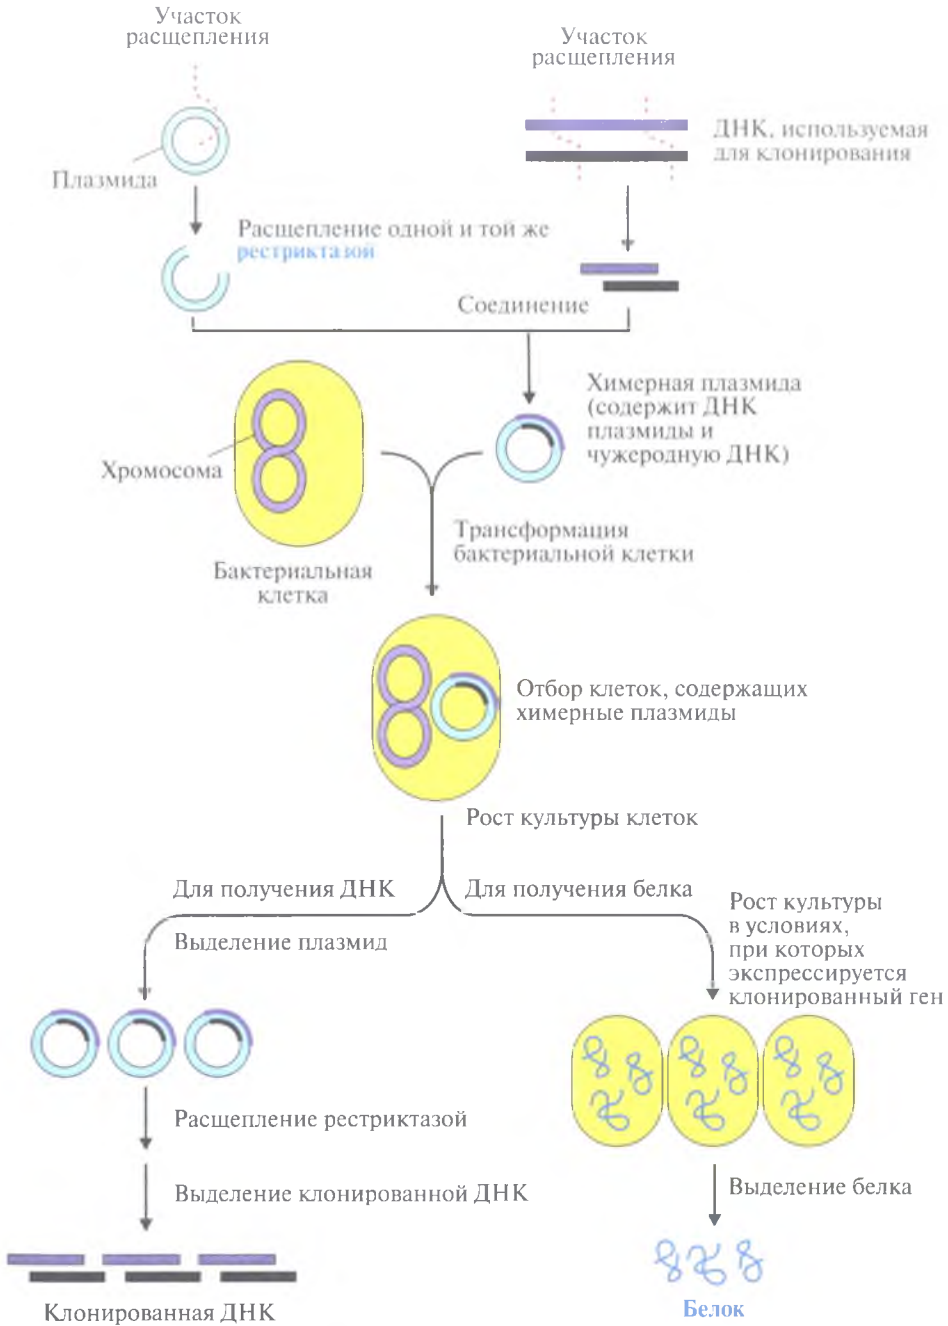 Участок
расщепления
Участок
расщепления
ДНК, используемая
для клонирования
Плазмида
Расщепление одной и той же
рестриктазой
Соединение
Химерная плазмида
(содержит ДНК
плазмиды и
чужеродную ДНК)
Хромосома
Трансформация
бактериальной клетки
Бактериальная
клетка
Отбор клеток, содержащих
химерные плазмиды
Рост культуры клеток
Для получения ДНК
Для получения белка
Рост культуры
в условиях,
при которых
экспрессируется
клонированный ген
Выделение плазмид
Расщепление рестриктазой
Выделение клонированной ДНК
Выделение белка
Клонированная ДНК
Белок